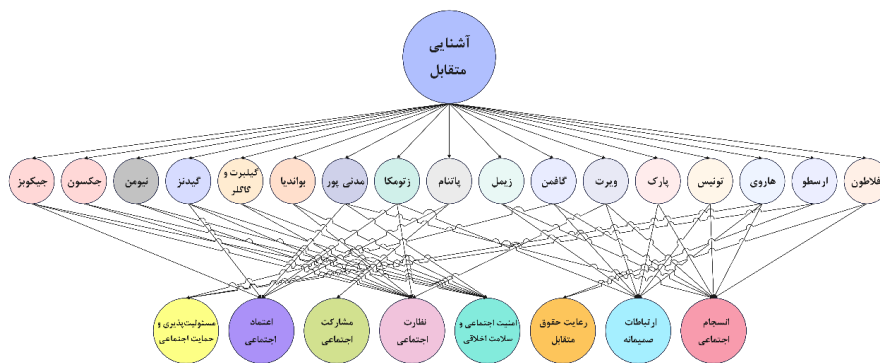 آشنایی
متقابل
فلاطون
ارسطو
هاروی
تونیس
پارک
ویرث
گافمن
زیمل
پاتنام
زتومکا
مدنی پور
بواندیا
گیلبرت و
گاگلر
گیدنز
نیومن
جکسون
جیکوبز
انسجام
اجتماعی
ارتباطات
صمیمانه
رعایت حقوق
متقابل
امنیت اجتماعی و
سلامت اخلاقی
نظارت
اجتماعی
مشارکت
اجتماعی
اعتماد
اجتماعی
مسئولیت‌پذیری و
حمایت اجتماعی